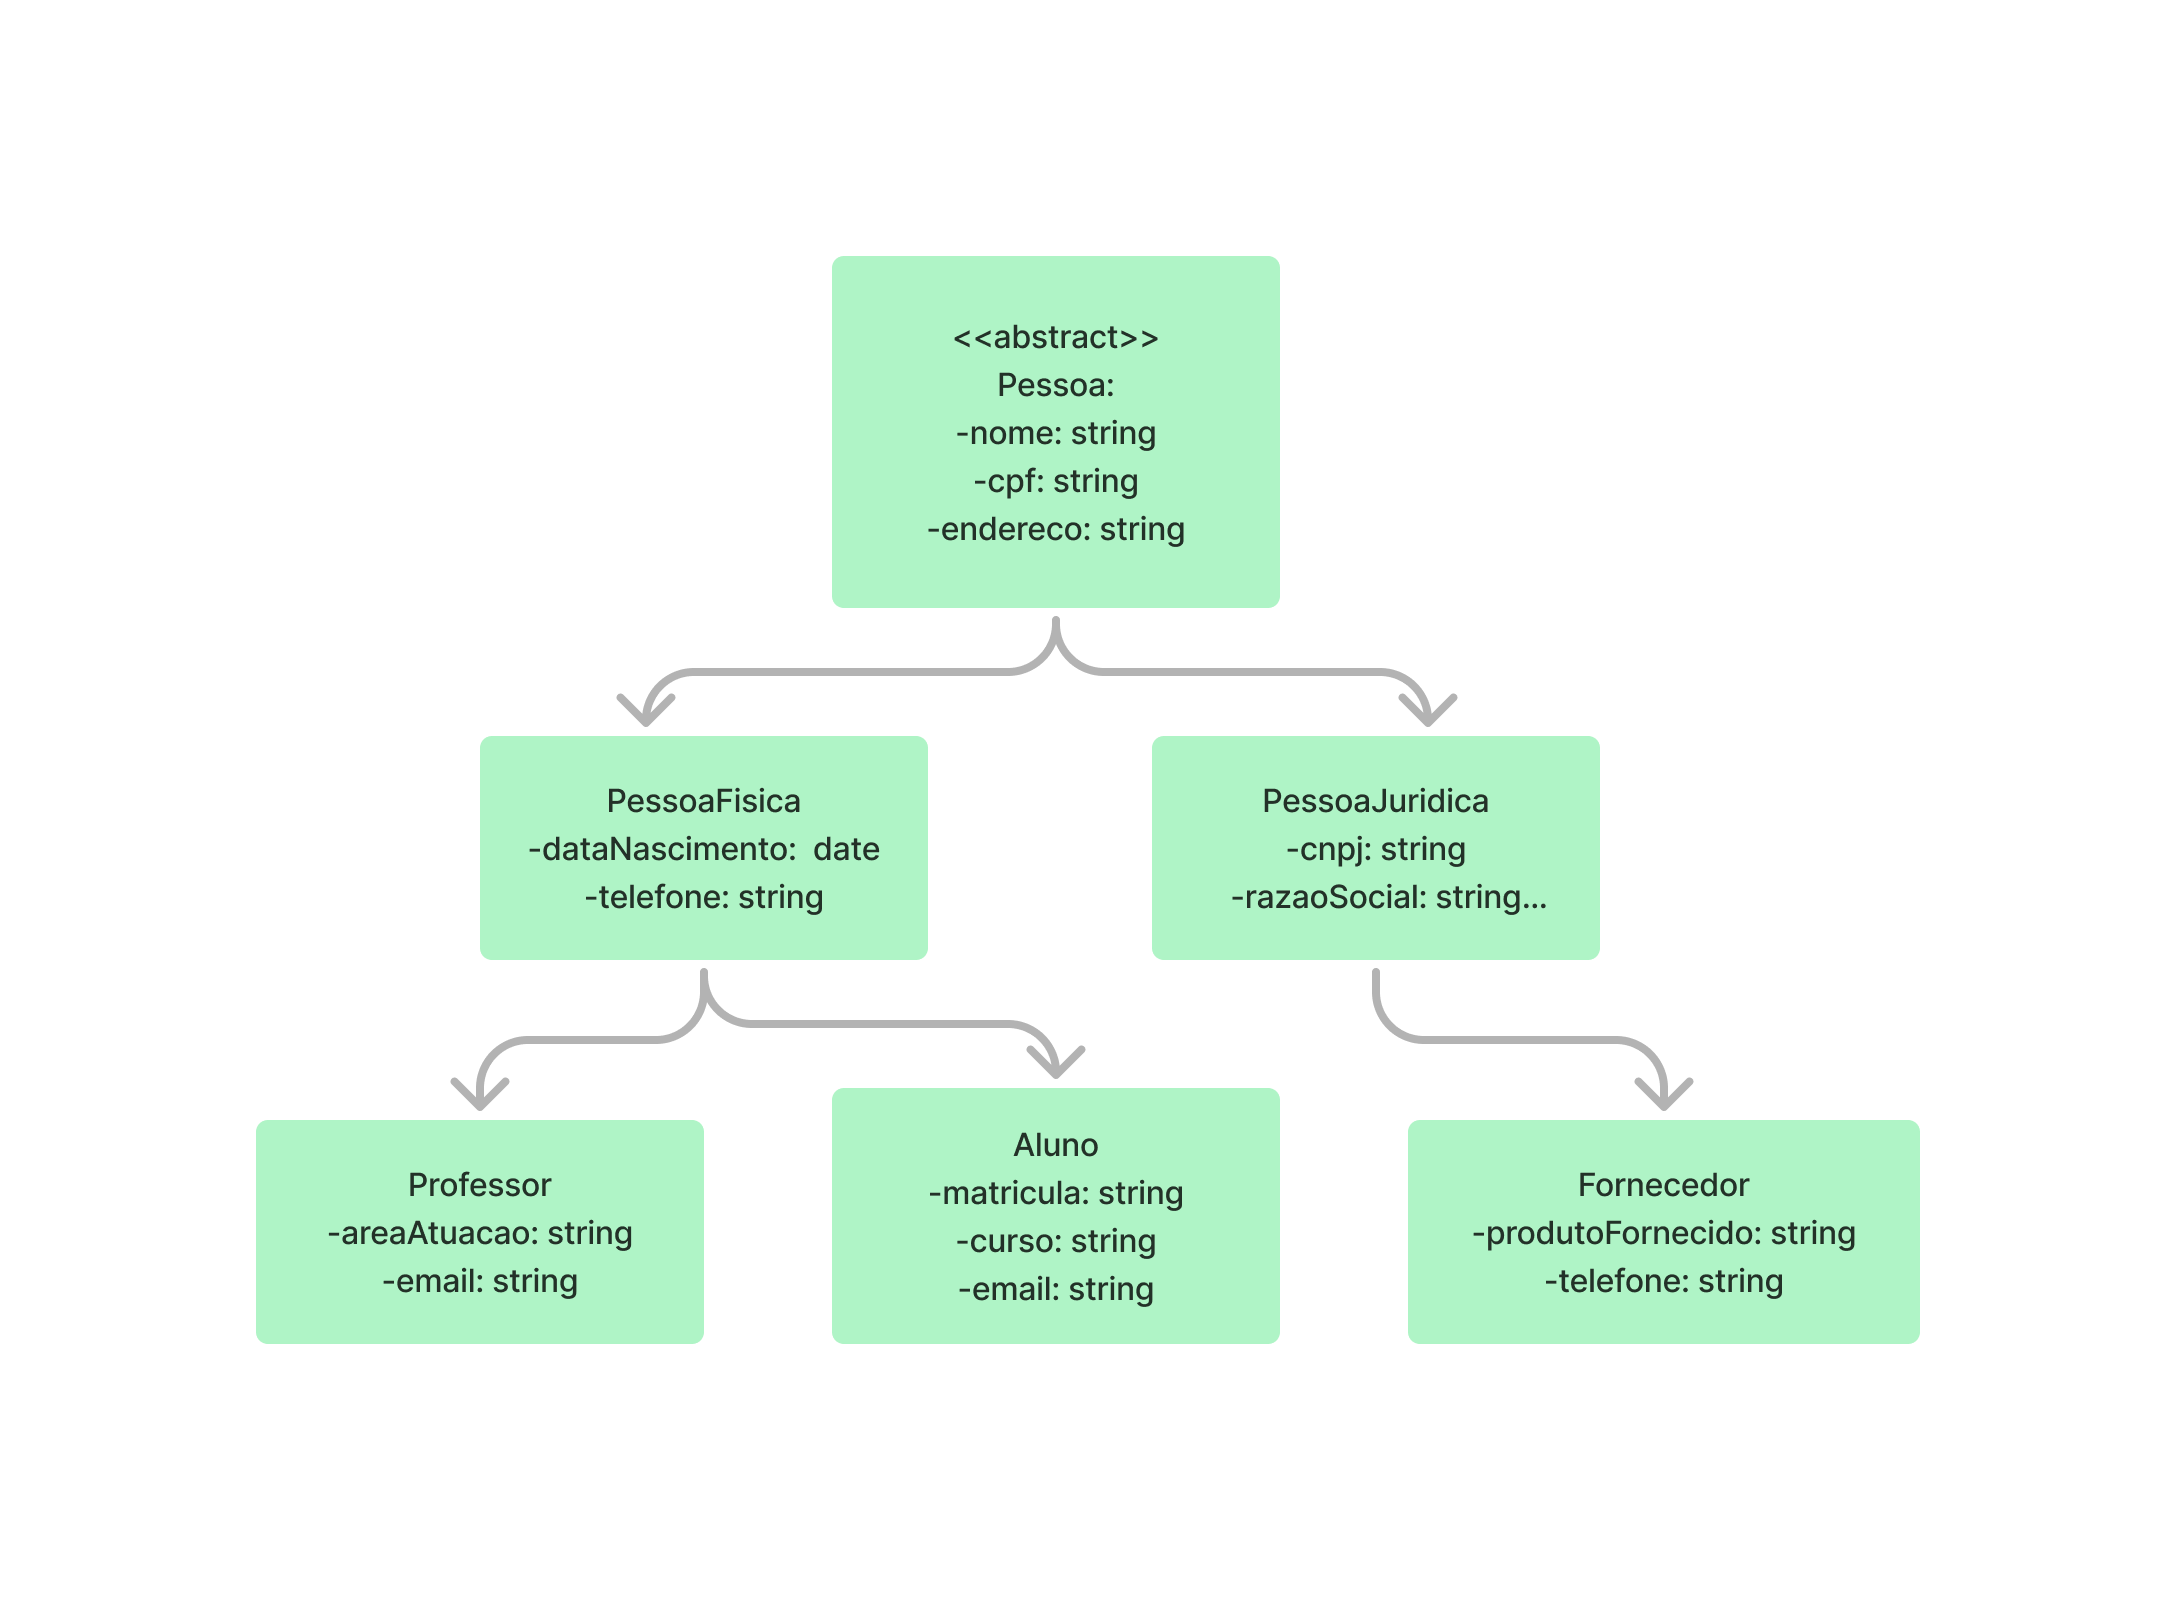 <<abstract>>
Pessoa:
-nome: string
-cpf: string
-endereco: string
PessoaFisica
-dataNascimento:  date
-telefone: string
PessoaJuridica
-cnpj: string
-razaoSocial: string...
Professor
-areaAtuacao: string
-email: string
Aluno
-matricula: string
-curso: string
-email: string
Fornecedor
-produtoFornecido: string
-telefone: string